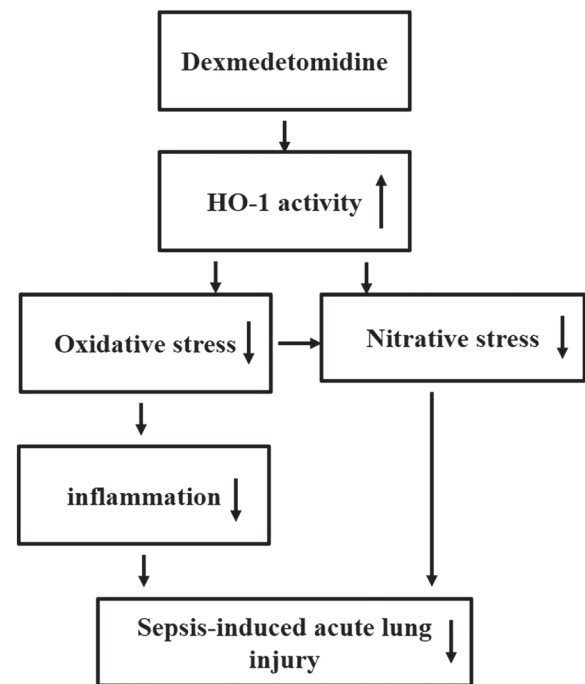 Dexmedetomidine
HO-1 activity
Oxidative stress
Nitrative stress
inflammation
Sepsis-induced acute lung
injury